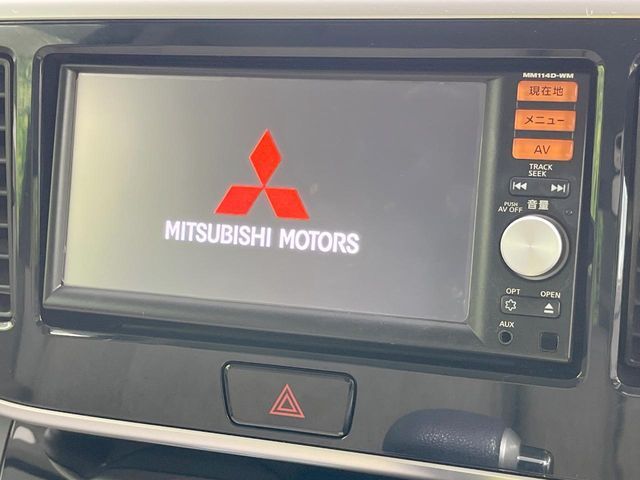 MM114D-WM
現在地
メニュー
AV
TRACK
SEEK
音量
PUSH
AV OFF
MITSUBISHI MOTORS
OPT
OPEN
AUX